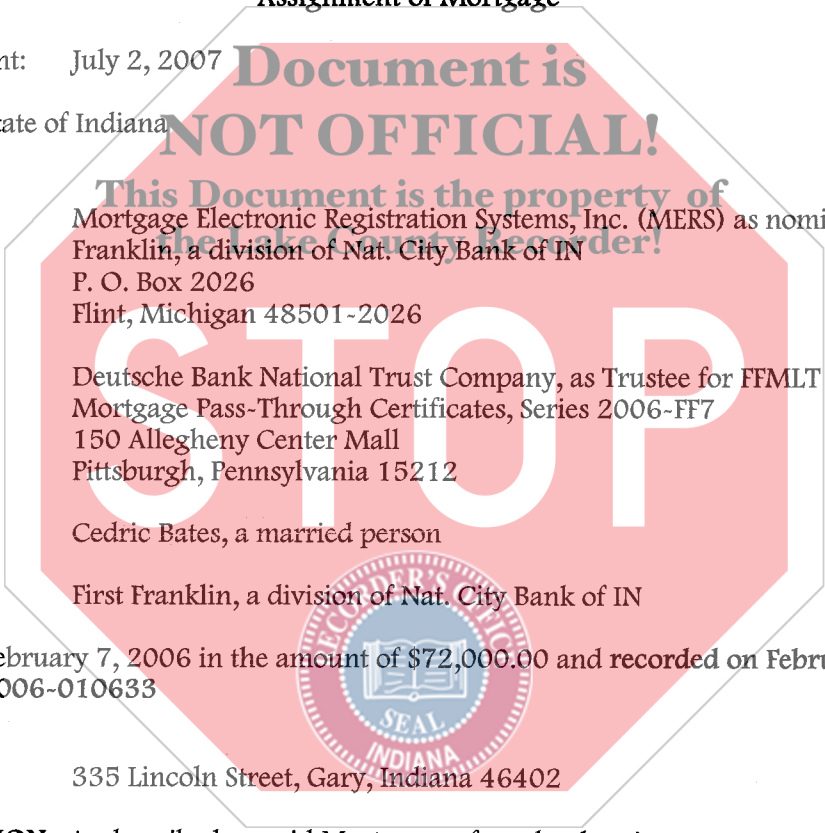 Assignment of Mortgage
nt: July 2, 2007
Document is
ate of Indiana
NOT OFFICIAL!
This Document is the property of
the Lake County Recorder!
Mortgage Electronic Registration Systems, Inc. (MERS) as nomi
Franklin, a division of Nat. City Bank of IN
P. O. Box 2026
Flint, Michigan 48501-2026
STOP
Deutsche Bank National Trust Company, as Trustee for FFMLT
Mortgage Pass-Through Certificates, Series 2006-FF7
150 Allegheny Center Mall
Pittsburgh, Pennsylvania 15212
Cedric Bates, a married person
First Franklin, a division of Nat. City Bank of IN
RECORDER'S OFFICE
SEAL
INDIANA
ebruary 7, 2006 in the amount of $72,000.00 and recorded on Febru
006-010633
335 Lincoln Street, Gary, Indiana 46402